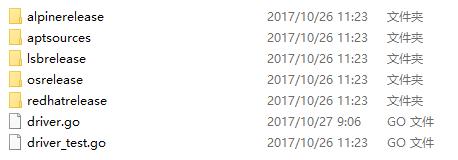 alpinerelease 2017/10/26 11:23 文件夹
aptsources 2017/10/26 11:23 文件夹
lsbrelease 2017/10/26 11:23 文件夹
osrelease 2017/10/26 11:23 文件夹
redhatrelease 2017/10/26 11:23 文件夹
driver.go 2017/10/27 9:06 GO 文件
driver_test.go 2017/10/26 11:23 GO 文件